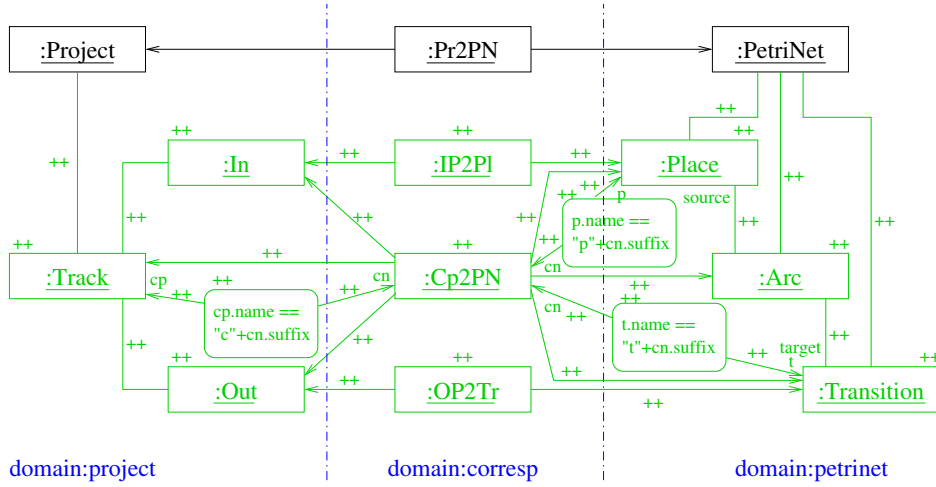 :Project
:Pr2PN
:PetriNet
++
++
++
++
++
++
:In
++
:IP2Pl
++
:Place
++
++
++
++
p
source
++
++
++
p.name ==
"p"+cn.suffix
++
++
++
++
++
:Track
cp
++
++
cn
:Cp2PN
cn
++
++
:Arc
++
cp.name ==
"c"+cn.suffix
++
++
cn
++
t.name ==
"t"+cn.suffix
++
++
target
t
++
++
++
:Out
++
:OP2Tr
++
++
:Transition
++
domain:project
domain:corresp
domain:petrinet